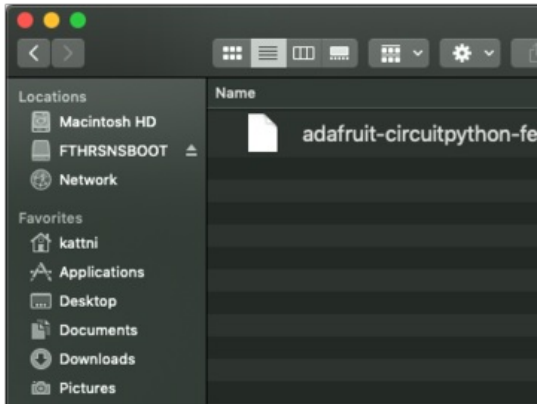 Locations
Macintosh HD
FTHRSNSBOOT
Network
Favorites
kattni
Applications
Desktop
Documents
Downloads
Pictures
Name
adafruit-circuitpython-fe